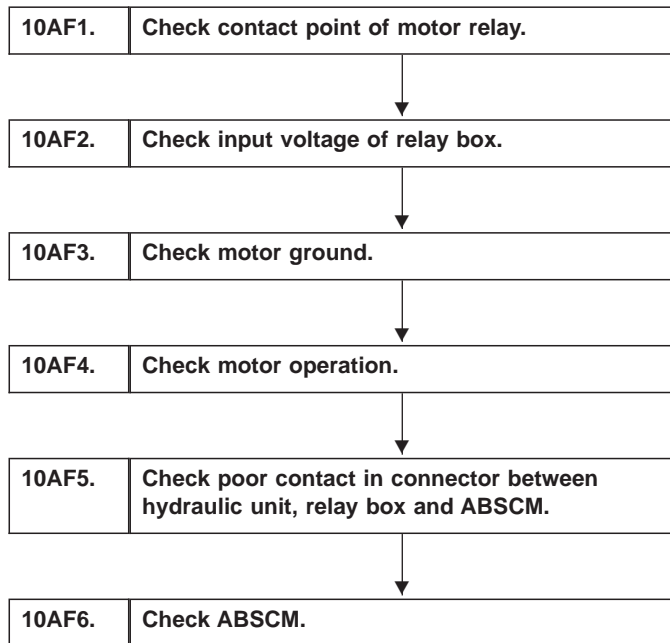 10AF1. Check contact point of motor relay.
10AF2. Check input voltage of relay box.
10AF3. Check motor ground.
10AF4. Check motor operation.
10AF5. Check poor contact in connector between
hydraulic unit, relay box and ABSCM.
10AF6. Check ABSCM.